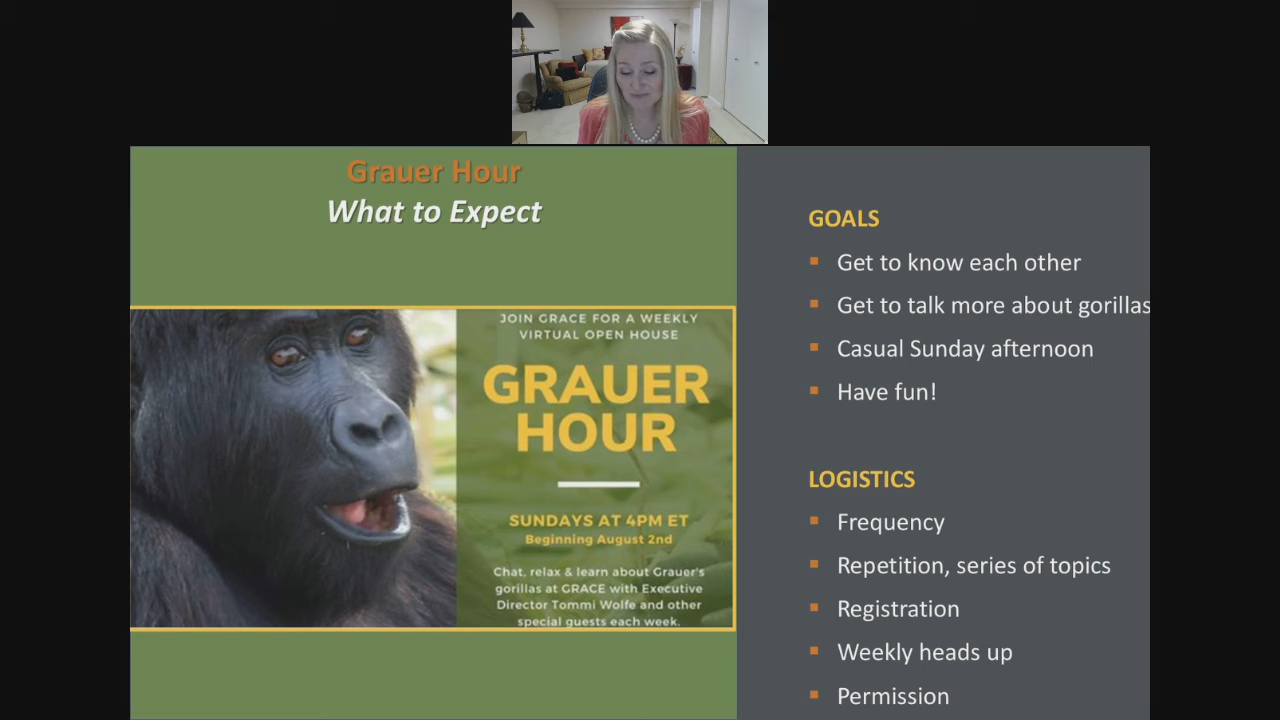 Grauer Hour
What to Expect
JOIN GRACE FOR A WEEKLY
VIRTUAL OPEN HOUSE
GRAUER
HOUR
SUNDAYS AT 4PM ET
Beginning August 2nd
Chat, relax & learn about Grauer's
gorillas at GRACE with Executive
Director Tommi Wolfe and other
special guests each week.
GOALS
▪ Get to know each other
▪ Get to talk more about gorillas
▪ Casual Sunday afternoon
▪ Have fun!
LOGISTICS
▪ Frequency
▪ Repetition, series of topics
▪ Registration
▪ Weekly heads up
▪ Permission